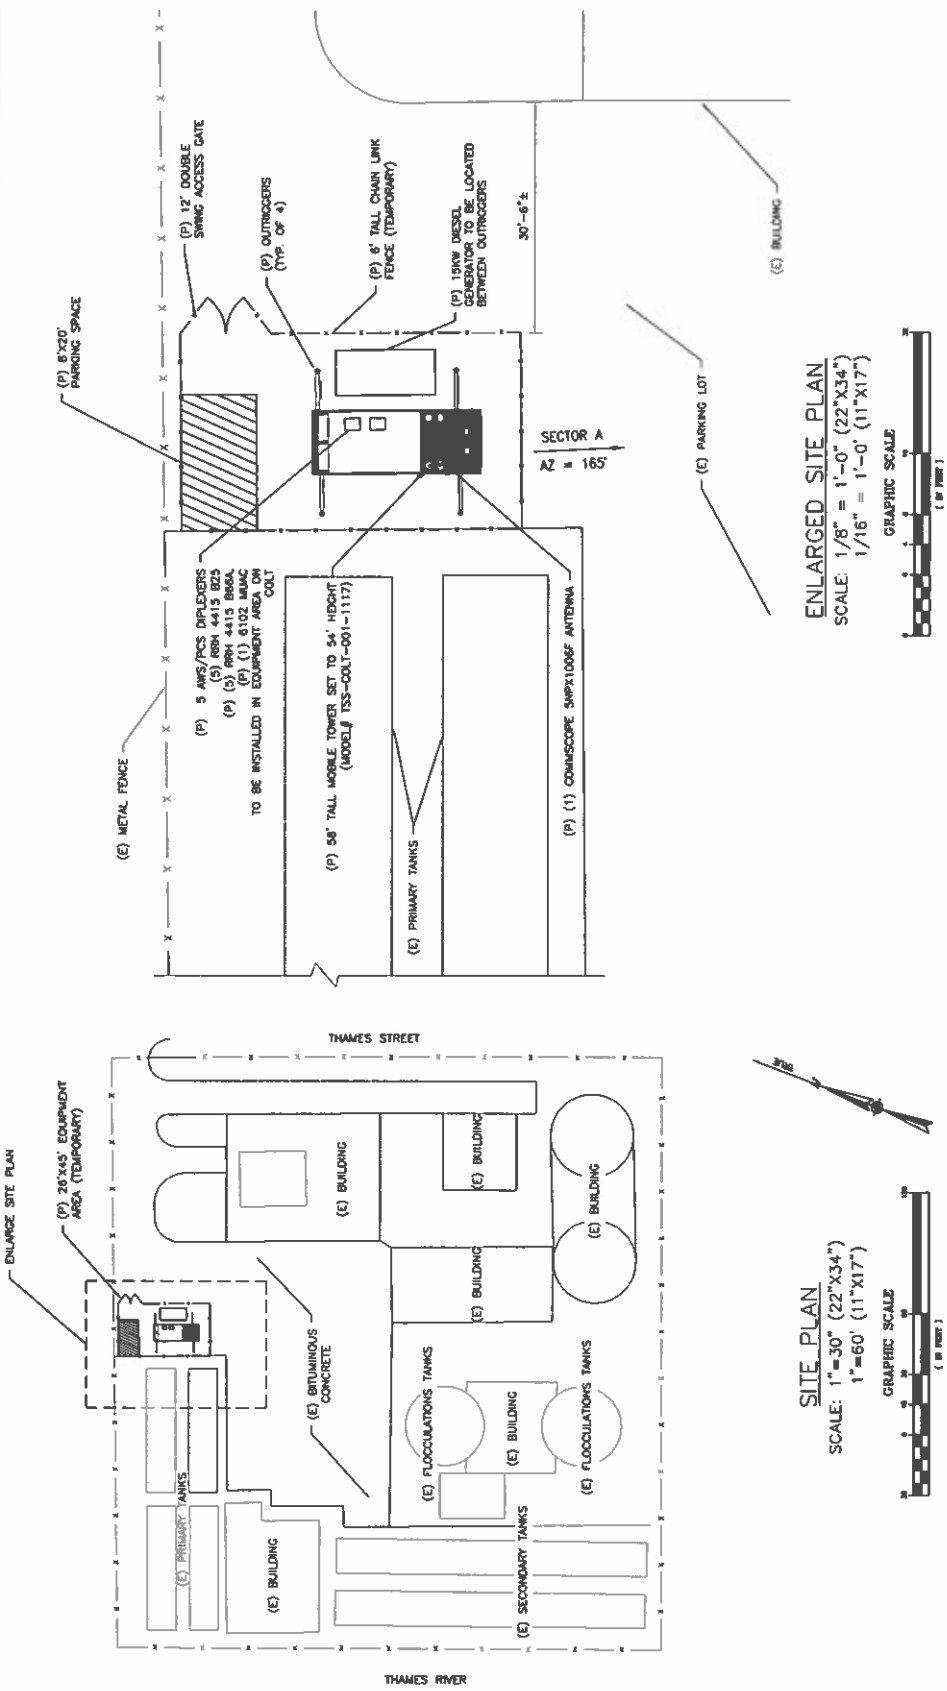 (P) 8'X20'
PARKING SPACE
(P) 12' DOUBLE
SWING ACCESS GATE
(P) OUTRIGGERS
(TYP. OF 4)
(P) 6' TALL CHAIN LINK
FENCE (TEMPORARY)
(P) 15KW DIESEL
GENERATOR TO BE LOCATED
BETWEEN OUTRIGGERS
30'-6"±
(E) BUILDING
(E) METAL FENCE
(P) 5 AWS/PCS DIPLEXERS
(5) RRH 4415 B25
(P) (5) RRH 4415 B66A
(P) (1) 6102 MUAC
TO BE INSTALLED IN EQUIPMENT AREA ON
COLT
(P) 58' TALL MOBILE TOWER SET TO 54' HEIGHT
(MODEL# TSS-COLT-001-1117)
(E) PRIMARY TANKS
(P) (1) COMMSCOPE 5NPX1006F ANTENNA
SECTOR A
AZ = 165°
(E) PARKING LOT
ENLARGED SITE PLAN
SCALE: 1/8" = 1'-0" (22"X34")
1/16" = 1'-0' (11"X17")
GRAPHIC SCALE
( IN FEET )
ENLARGE SITE PLAN
(P) 26'X45' EQUIPMENT
AREA (TEMPORARY)
THAMES STREET
(E) BUILDING
(E) BUILDING
(E) BUILDING
(E) BUILDING
(E) BITUMINOUS
CONCRETE
(E) PRIMARY TANKS
(E) BUILDING
(E) FLOCCULATIONS TANKS
(E) BUILDING
(E) FLOCCULATIONS TANKS
(E) SECONDARY TANKS
THAMES RIVER
TRUE
SITE PLAN
SCALE: 1"=30" (22"X34")
1"=60' (11"X17")
GRAPHIC SCALE
( IN FEET )